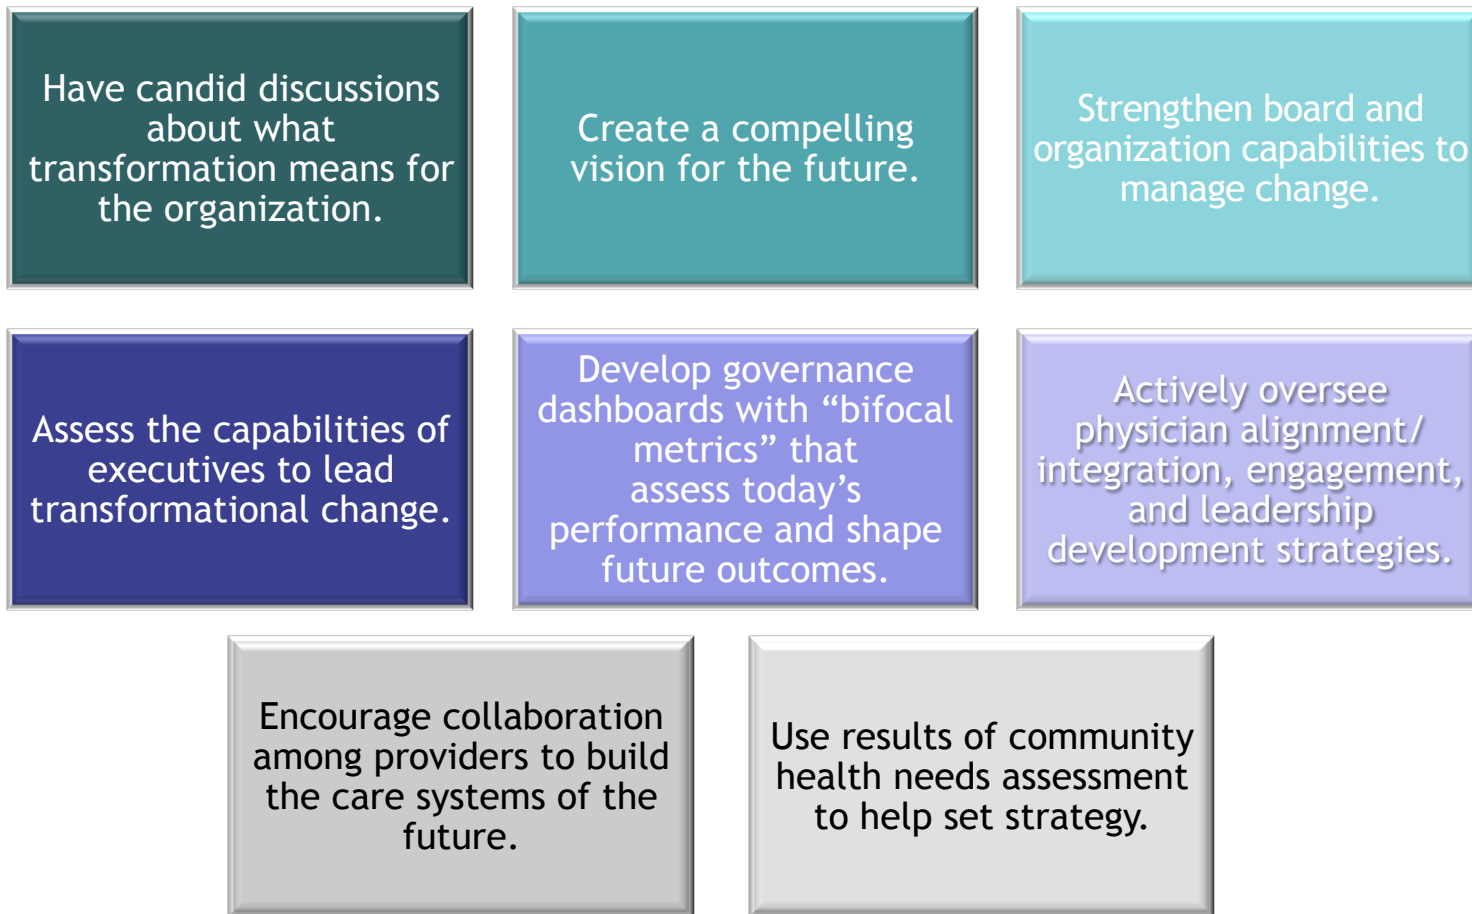 Have candid discussions
about what
transformation means for
the organization.
Create a compelling
vision for the future.
Strengthen board and
organization capabilities to
manage change.
Assess the capabilities of
executives to lead
transformational change.
Develop governance
dashboards with “bifocal
metrics” that
assess today’s
performance and shape
future outcomes.
Actively oversee
physician alignment/
integration, engagement,
and leadership
development strategies.
Encourage collaboration
among providers to build
the care systems of the
future.
Use results of community
health needs assessment
to help set strategy.